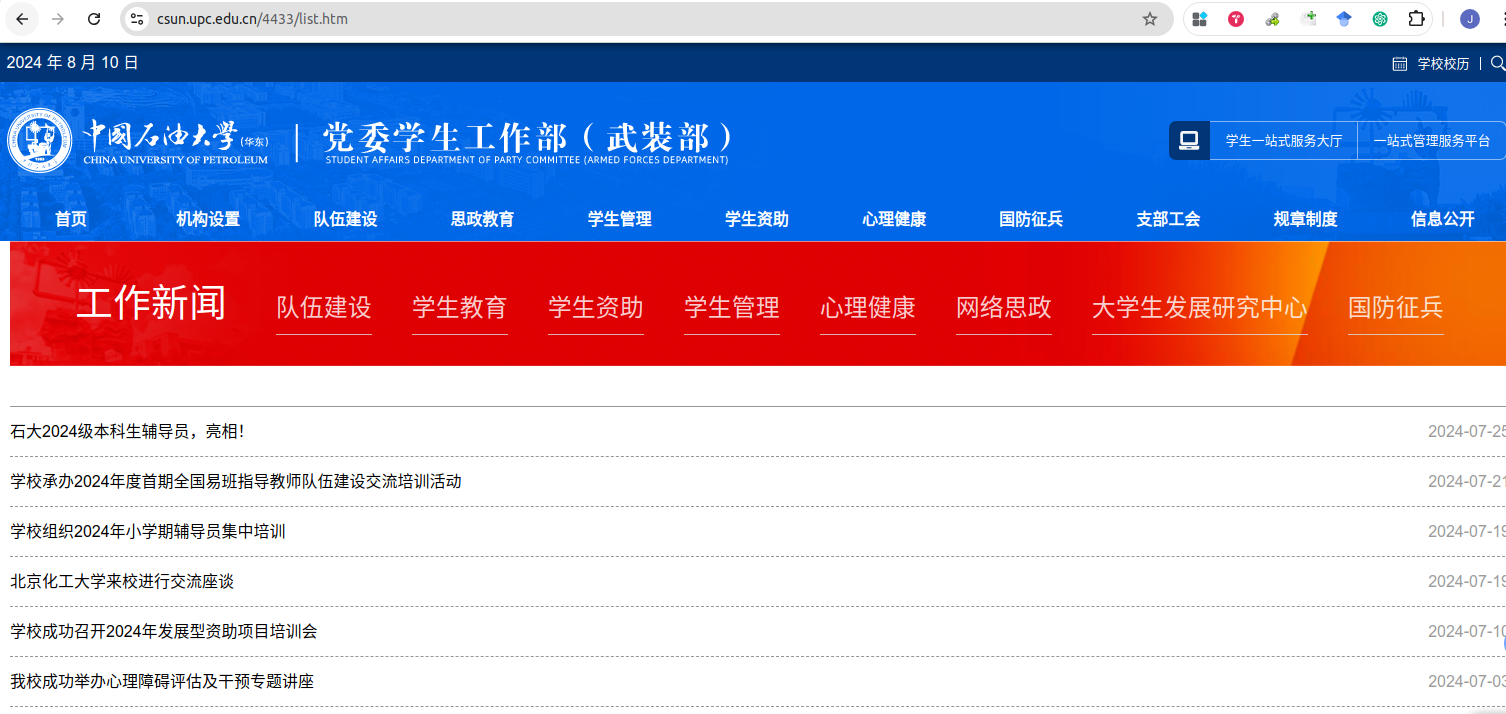 csun.upc.edu.cn/4433/list.htm
J
2024 年 8 月 10 日
学校校历
中国石油大学(华东)
CHINA UNIVERSITY OF PETROLEUM
党委学生工作部（武装部）
STUDENT AFFAIRS DEPARTMENT OF PARTY COMMITTEE (ARMED FORCES DEPARTMENT)
学生一站式服务大厅 一站式管理服务平台
首页 机构设置 队伍建设 思政教育 学生管理 学生资助 心理健康 国防征兵 支部工会 规章制度 信息公开
工作新闻 队伍建设 学生教育 学生资助 学生管理 心理健康 网络思政 大学生发展研究中心 国防征兵
石大2024级本科生辅导员，亮相！ 2024-07-25
学校承办2024年度首期全国易班指导教师队伍建设交流培训活动 2024-07-21
学校组织2024年小学期辅导员集中培训 2024-07-19
北京化工大学来校进行交流座谈 2024-07-19
学校成功召开2024年发展型资助项目培训会 2024-07-10
我校成功举办心理障碍评估及干预专题讲座 2024-07-03